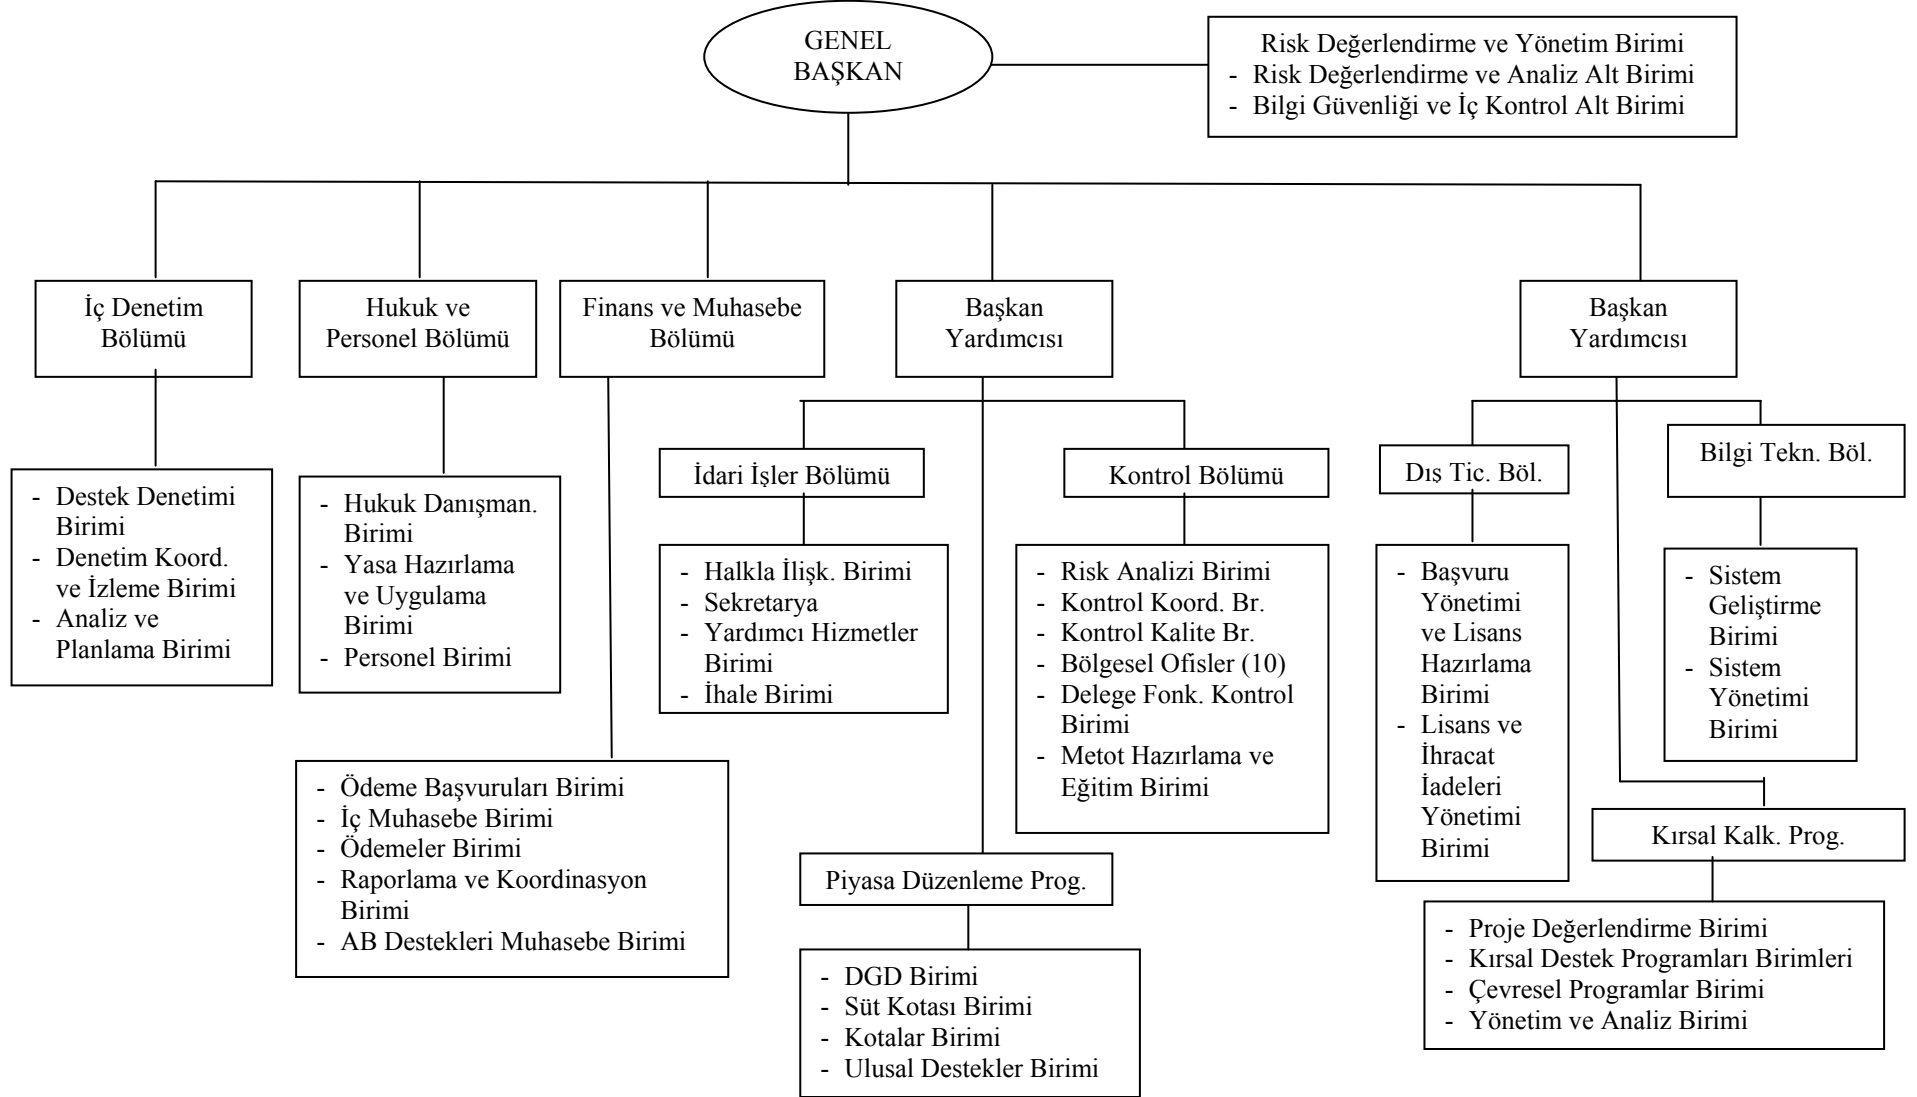 GENEL
BAŞKAN
Risk Değerlendirme ve Yönetim Birimi
- Risk Değerlendirme ve Analiz Alt Birimi
- Bilgi Güvenliği ve İç Kontrol Alt Birimi
İç Denetim
Bölümü
Hukuk ve
Personel Bölümü
Finans ve Muhasebe
Bölümü
Başkan
Yardımcısı
Başkan
Yardımcısı
- Destek Denetimi
Birimi
- Denetim Koord.
ve İzleme Birimi
- Analiz ve
Planlama Birimi
- Hukuk Danışman.
Birimi
- Yasa Hazırlama
ve Uygulama
Birimi
- Personel Birimi
- Ödeme Başvuruları Birimi
- İç Muhasebe Birimi
- Ödemeler Birimi
- Raporlama ve Koordinasyon
Birimi
- AB Destekleri Muhasebe Birimi
İdari İşler Bölümü
- Halkla İlişk. Birimi
- Sekretarya
- Yardımcı Hizmetler
Birimi
- İhale Birimi
Kontrol Bölümü
- Risk Analizi Birimi
- Kontrol Koord. Br.
- Kontrol Kalite Br.
- Bölgesel Ofisler (10)
- Delege Fonk. Kontrol
Birimi
- Metot Hazırlama ve
Eğitim Birimi
Piyasa Düzenleme Prog.
- DGD Birimi
- Süt Kotası Birimi
- Kotalar Birimi
- Ulusal Destekler Birimi
Dış Tic. Böl.
- Başvuru
Yönetimi
ve Lisans
Hazırlama
Birimi
- Lisans ve
İhracat
İadeleri
Yönetimi
Birimi
Bilgi Tekn. Böl.
- Sistem
Geliştirme
Birimi
- Sistem
Yönetimi
Birimi
Kırsal Kalk. Prog.
- Proje Değerlendirme Birimi
- Kırsal Destek Programları Birimleri
- Çevresel Programlar Birimi
- Yönetim ve Analiz Birimi